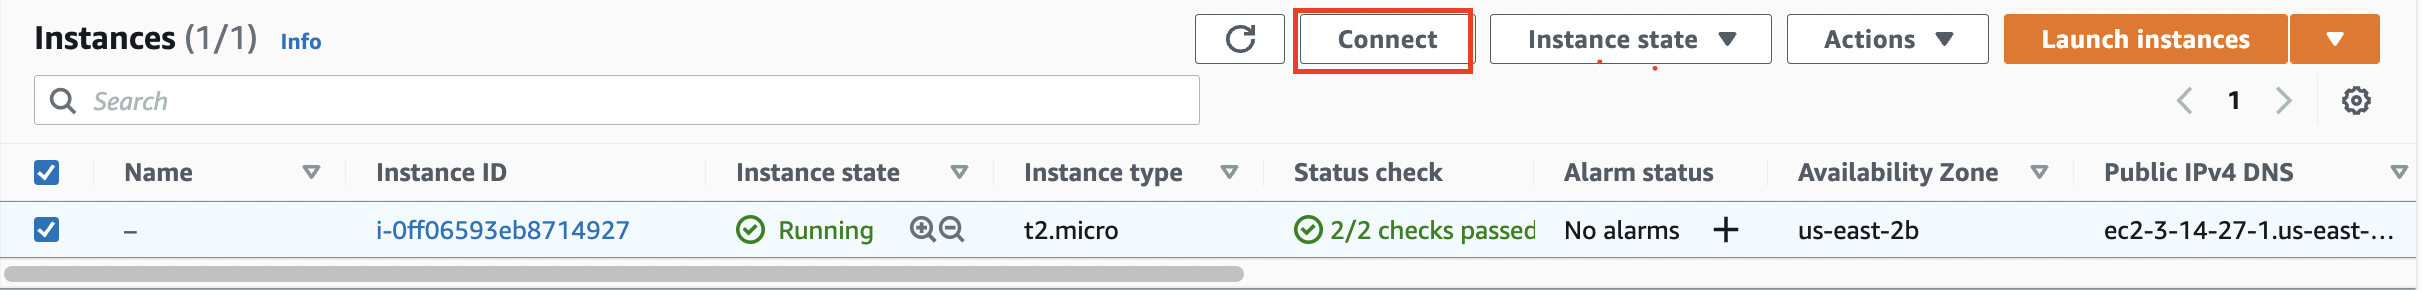 Instances (1/1) Info Connect Instance state Actions Launch instances
Search 1
Name Instance ID Instance state Instance type Status check Alarm status Availability Zone Public IPv4 DNS
– i-0ff06593eb8714927 Running t2.micro 2/2 checks passed No alarms + us-east-2b ec2-3-14-27-1.us-east-...